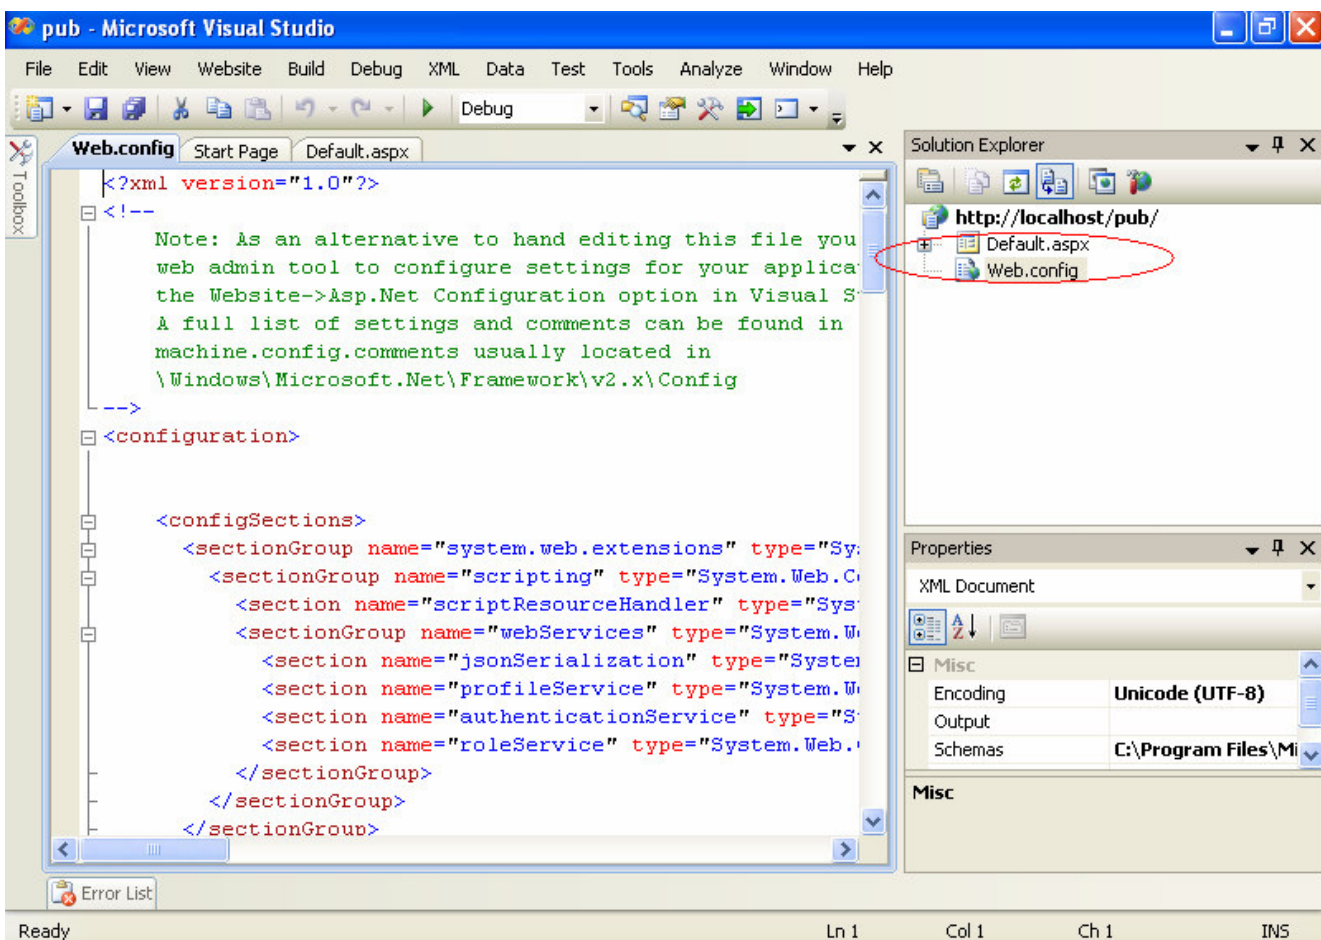 pub - Microsoft Visual Studio
File Edit View Website Build Debug XML Data Test Tools Analyze Window Help
Debug
Toolbox
Web.config Start Page Default.aspx
<?xml version="1.0"?>
<!--
Note: As an alternative to hand editing this file you
web admin tool to configure settings for your applica
the Website->Asp.Net Configuration option in Visual S
A full list of settings and comments can be found in
machine.config.comments usually located in
\Windows\Microsoft.Net\Framework\v2.x\Config
-->
<configuration>
<configSections>
<sectionGroup name="system.web.extensions" type="Sy
<sectionGroup name="scripting" type="System.Web.C
<section name="scriptResourceHandler" type="Sys
<sectionGroup name="webServices" type="System.W
<section name="jsonSerialization" type="System
<section name="profileService" type="System.W
<section name="authenticationService" type="S
<section name="roleService" type="System.Web.
</sectionGroup>
</sectionGroup>
</sectionGroup>
Solution Explorer
http://localhost/pub/
Default.aspx
Web.config
Properties
XML Document
Misc
Encoding Unicode (UTF-8)
Output
Schemas C:\Program Files\Mi
Misc
Error List
Ready Ln 1 Col 1 Ch 1 INS